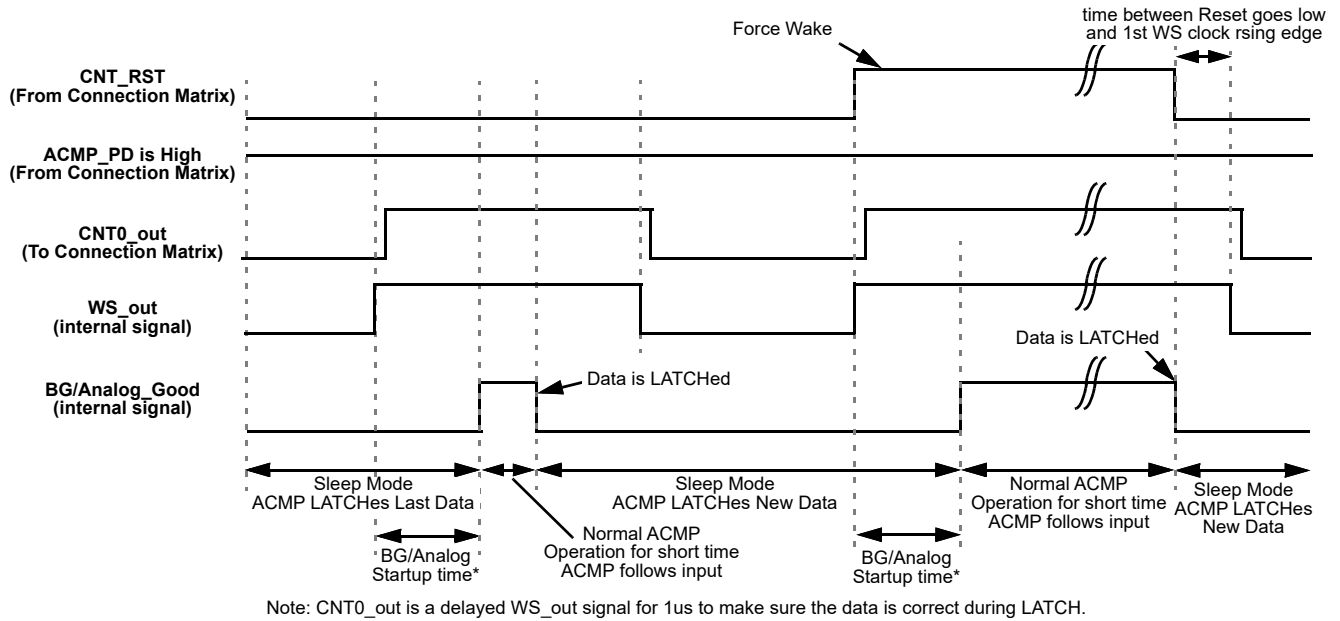 time between Reset goes low
and 1st WS clock rsing edge
Force Wake
CNT_RST
(From Connection Matrix)
ACMP_PD is High
(From Connection Matrix)
CNT0_out
(To Connection Matrix)
WS_out
(internal signal)
Data is LATCHed
BG/Analog_Good
(internal signal)
Data is LATCHed
Sleep Mode
ACMP LATCHes Last Data
Sleep Mode
ACMP LATCHes New Data
Normal ACMP
Operation for short time
ACMP follows input
Sleep Mode
ACMP LATCHes
New Data
BG/Analog
Startup time*
Normal ACMP
Operation for short time
ACMP follows input
BG/Analog
Startup time*
Note: CNT0_out is a delayed WS_out signal for 1us to make sure the data is correct during LATCH.